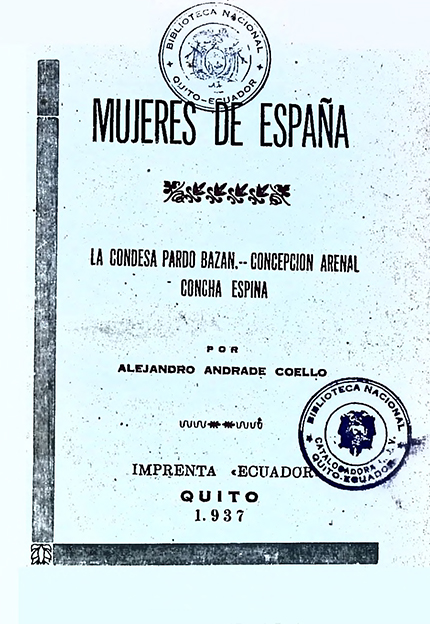 BIBLIOTECA NACIONAL
QUITO-ECUADOR
MUJERES DE ESPAÑA
LA CONDESA PARDO BAZAN.-- CONCEPCION ARENAL
CONCHA ESPINA
POR
ALEJANDRO ANDRADE COELLO
BIBLIOTECA NACIONAL
CATALOGADORA
QUITO-ECUADOR
IMPRENTA «ECUADOR
QUITO
1.937